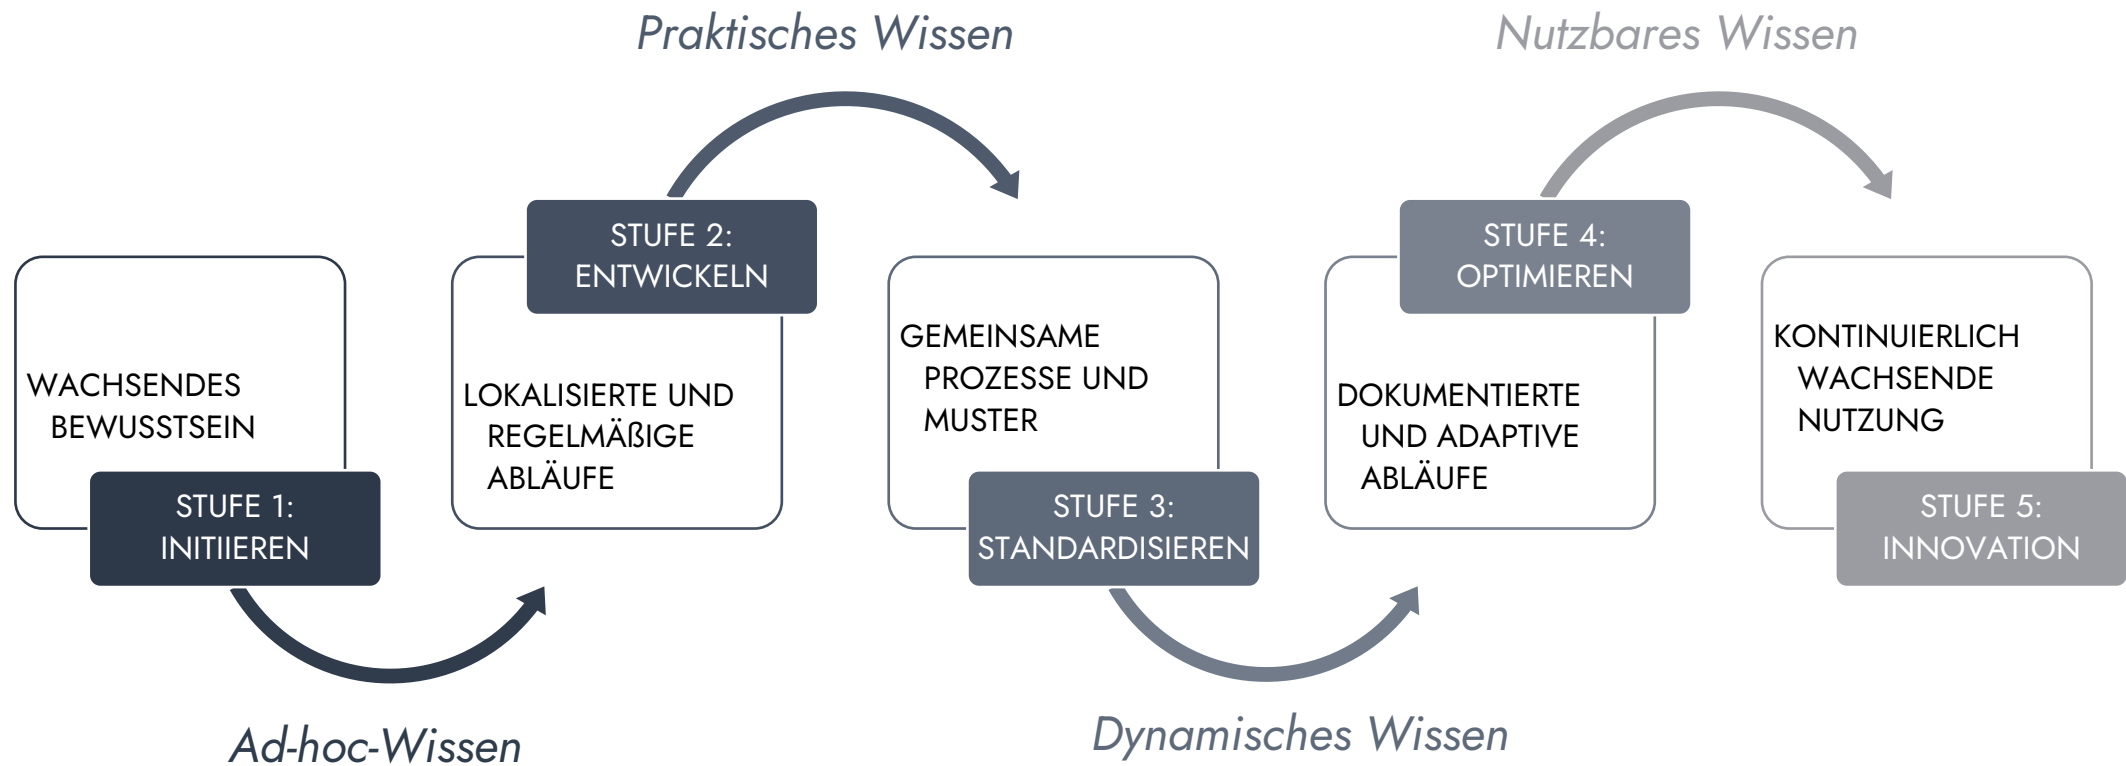 Praktisches Wissen
Nutzbares Wissen
WACHSENDES
BEWUSSTSEIN
STUFE 1:
INITIIEREN
STUFE 2:
ENTWICKELN
LOKALISIERTE UND
REGELMÄßIGE
ABLÄUFE
GEMEINSAME
PROZESSE UND
MUSTER
STUFE 3:
STANDARDISIEREN
STUFE 4:
OPTIMIEREN
DOKUMENTIERTE
UND ADAPTIVE
ABLÄUFE
KONTINUIERLICH
WACHSENDE
NUTZUNG
STUFE 5:
INNOVATION
Ad-hoc-Wissen
Dynamisches Wissen